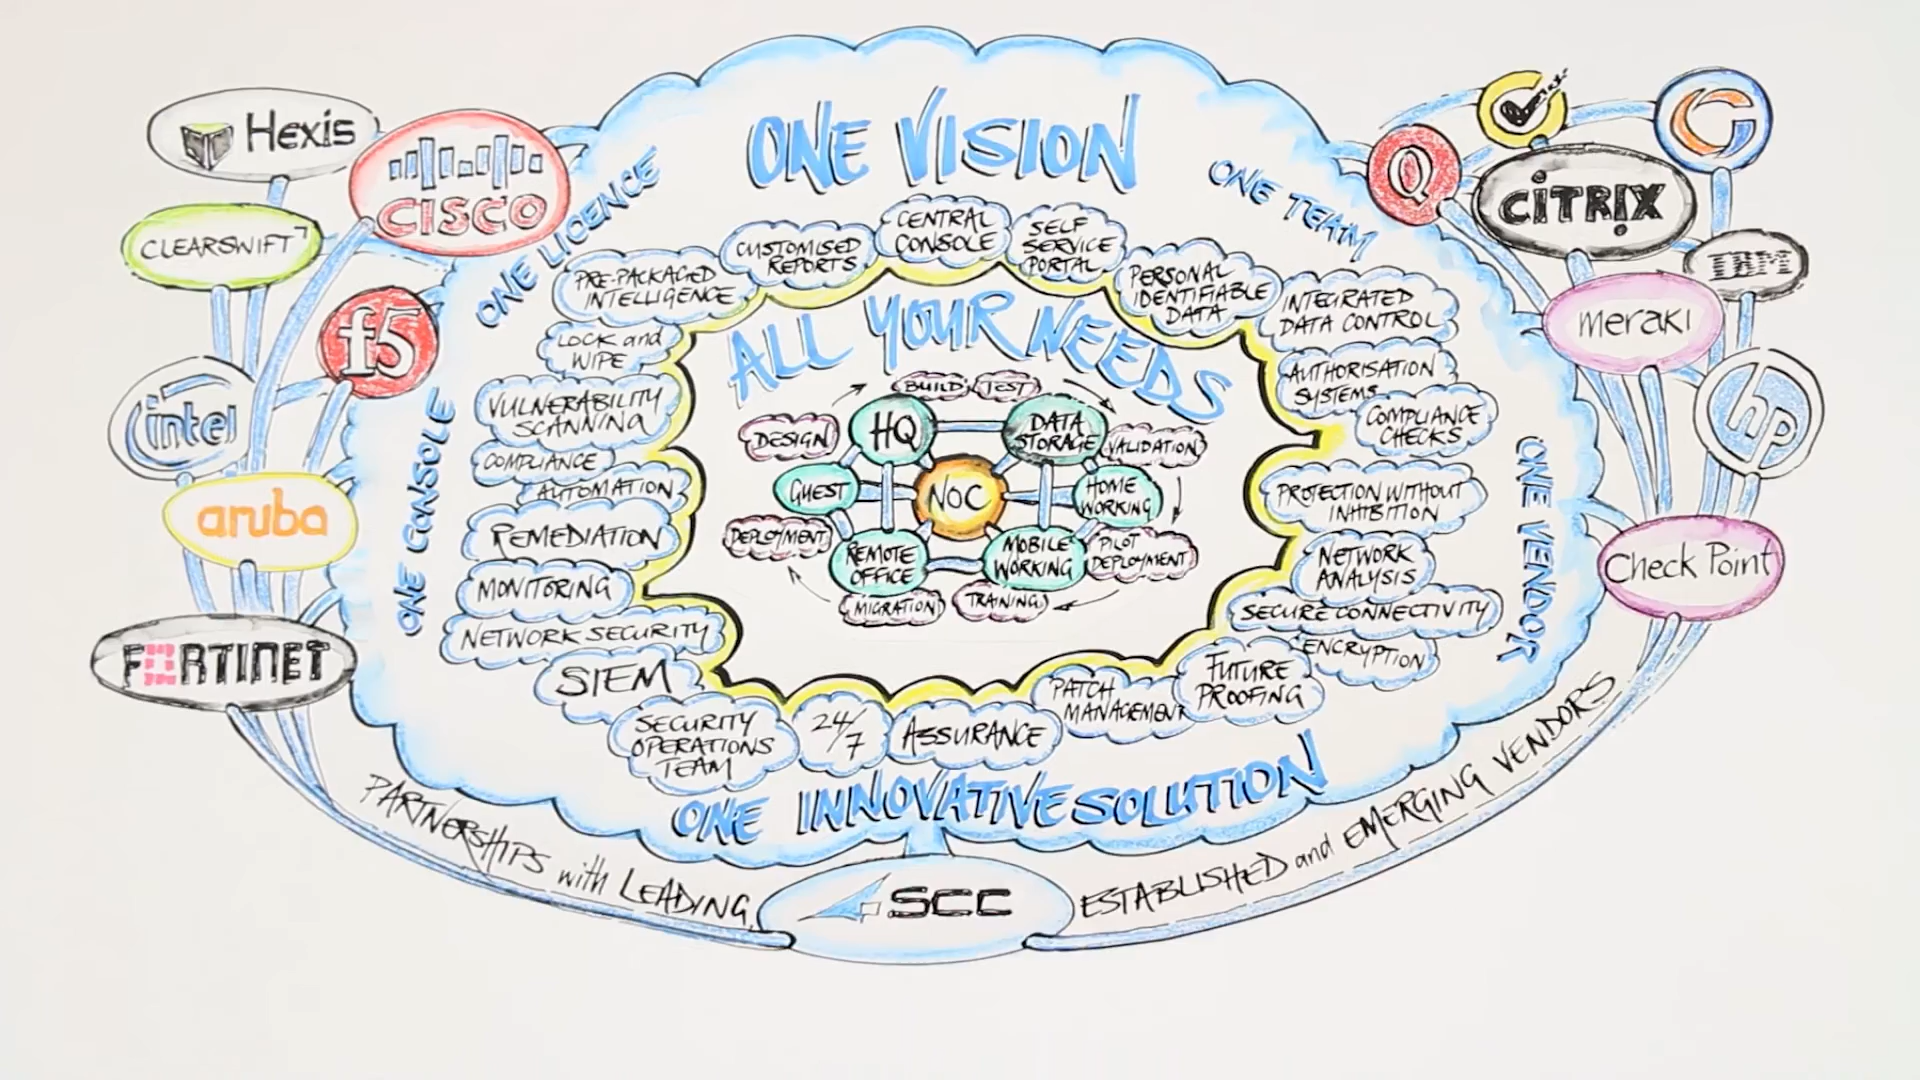 ONE VISION
ONE LICENCE
ONE TEAM
ONE CONSOLE
ONE VENDOR
Hexis
CISCO
CLEARSWIFT
f5
intel
aruba
FORTINET
Q
CİTRIX
IBM
meraki
hp
Check Point
CENTRAL
CONSOLE
SELF
SERVICE
PORTAL
CUSTOMISED
REPORTS
PERSONAL
IDENTIFIABLE
DATA
PRE-PACKAGED
INTELLIGENCE
INTEGRATED
DATA CONTROL
LOCK and
WIPE
AUTHORISATION
SYSTEMS
VULNERABILITY
SCANNING
COMPLIANCE
CHECKS
COMPLIANCE
AUTOMATION
PROTECTION WITHOUT
INHIBITION
REMEDIATION
NETWORK
ANALYSIS
MONITORING
SECURE CONNECTIVITY
NETWORK SECURITY
ENCRYPTION
SIEM
FUTURE
PROOFING
PATCH
MANAGEMENT
SECURITY
OPERATIONS
TEAM
24/7
ASSURANCE
ALL YOUR NEEDS
BUILD
TEST
DESIGN
HQ
DATA
STORAGE
VALIDATION
GUEST
NOC
HOME
WORKING
DEPLOYMENT
REMOTE
OFFICE
MOBILE
WORKING
PILOT
DEPLOYMENT
MIGRATION
TRAINING
ONE INNOVATIVE SOLUTION
PARTNERSHIPS with LEADING,
SCC
ESTABLISHED and EMERGING VENDORS